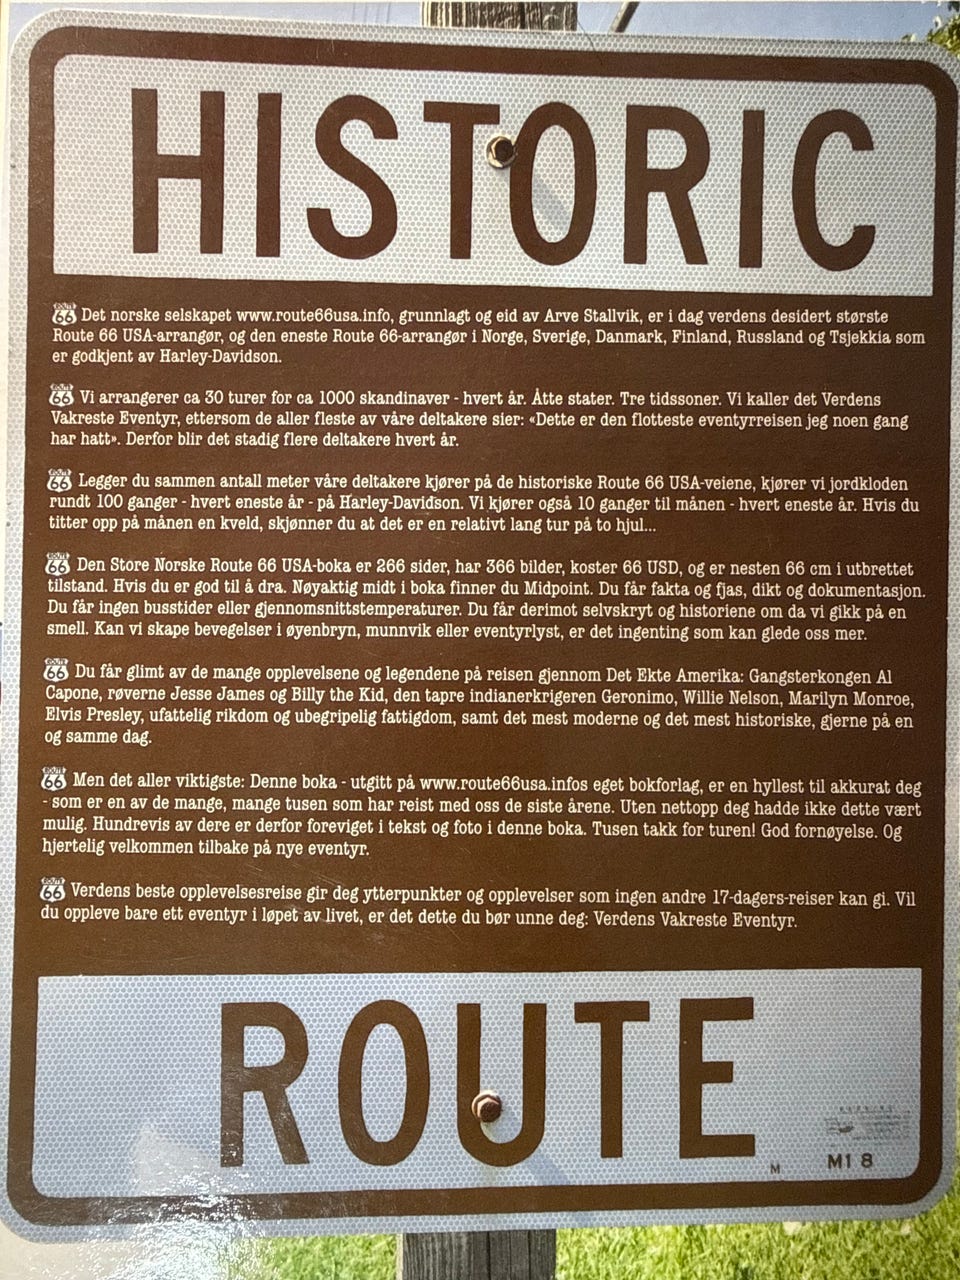 HISTORIC
ROUTE 66 Det norske selskapet www.route66usa.info, grunnlagt og eid av Arve Stallvik, er i dag verdens desidert største
Route 66 USA-arrangør, og den eneste Route 66-arrangør i Norge, Sverige, Danmark, Finland, Russland og Tsjekkia som
er godkjent av Harley-Davidson.
ROUTE 66 Vi arrangerer ca 30 turer for ca 1000 skandinaver - hvert år. Åtte stater. Tre tidssoner. Vi kaller det Verdens
Vakreste Eventyr, ettersom de aller fleste av våre deltakere sier: «Dette er den flotteste eventyrreisen jeg noen gang
har hatt». Derfor blir det stadig flere deltakere hvert år.
ROUTE 66 Legger du sammen antall meter våre deltakere kjører på de historiske Route 66 USA-veiene, kjører vi jordkloden
rundt 100 ganger - hvert eneste år - på Harley-Davidson. Vi kjører også 10 ganger til månen - hvert eneste år. Hvis du
titter opp på månen en kveld, skjønner du at det er en relativt lang tur på to hjul...
ROUTE 66 Den Store Norske Route 66 USA-boka er 266 sider, har 366 bilder, koster 66 USD, og er nesten 66 cm i utbrettet
tilstand. Hvis du er god til å dra. Nøyaktig midt i boka finner du Midpoint. Du får fakta og fjas, dikt og dokumentasjon.
Du får ingen busstider eller gjennomsnittstemperaturer. Du får derimot selvskryt og historiene om da vi gikk på en
smell. Kan vi skape bevegelser i øyenbryn, munnvik eller eventyrlyst, er det ingenting som kan glede oss mer.
ROUTE 66 Du får glimt av de mange opplevelsene og legendene på reisen gjennom Det Ekte Amerika: Gangsterkongen Al
Capone, røverne Jesse James og Billy the Kid, den tapre indianerkrigeren Geronimo, Willie Nelson, Marilyn Monroe,
Elvis Presley, ufattelig rikdom og ubegripelig fattigdom, samt det mest moderne og det mest historiske, gjerne på en
og samme dag.
ROUTE 66 Men det aller viktigste: Denne boka - utgitt på www.route66usa.infos eget bokforlag, er en hyllest til akkurat deg
- som er en av de mange, mange tusen som har reist med oss de siste årene. Uten nettopp deg hadde ikke dette vært
mulig. Hundrevis av dere er derfor foreviget i tekst og foto i denne boka. Tusen takk for turen! God fornøyelse. Og
hjertelig velkommen tilbake på nye eventyr.
ROUTE 66 Verdens beste opplevelsesreise gir deg ytterpunkter og opplevelser som ingen andre 17-dagers-reiser kan gi. Vil
du oppleve bare ett eventyr i løpet av livet, er det dette du bør unne deg: Verdens Vakreste Eventyr.
ROUTE
M M1 8